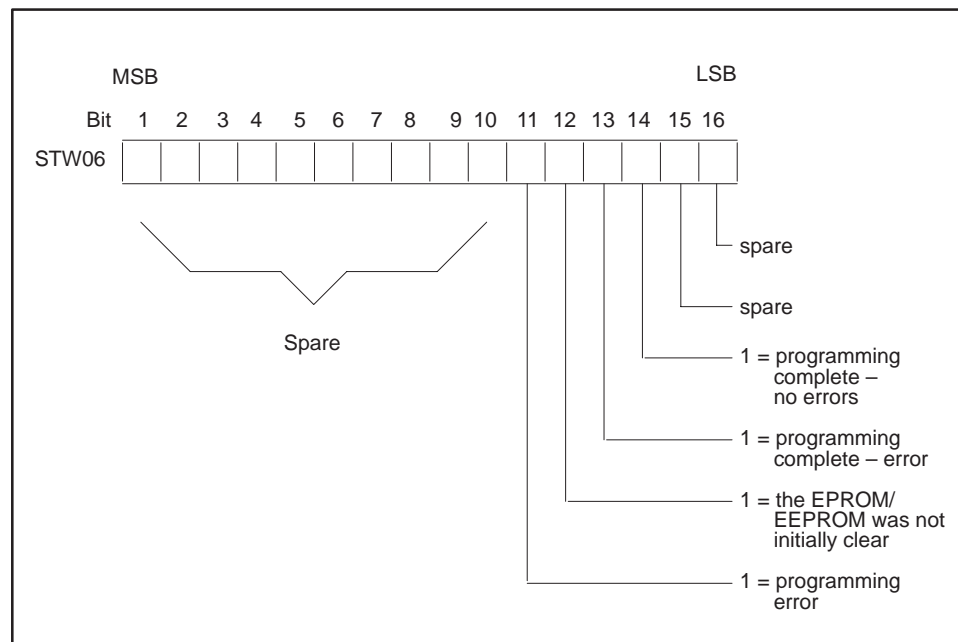 MSB LSB
Bit 1 2 3 4 5 6 7 8 9 10 11 12 13 14 15 16
STW06
spare
spare
Spare
1 = programming
complete –
no errors
1 = programming
complete – error
1 = the EPROM/
EEPROM was not
initially clear
1 = programming
error